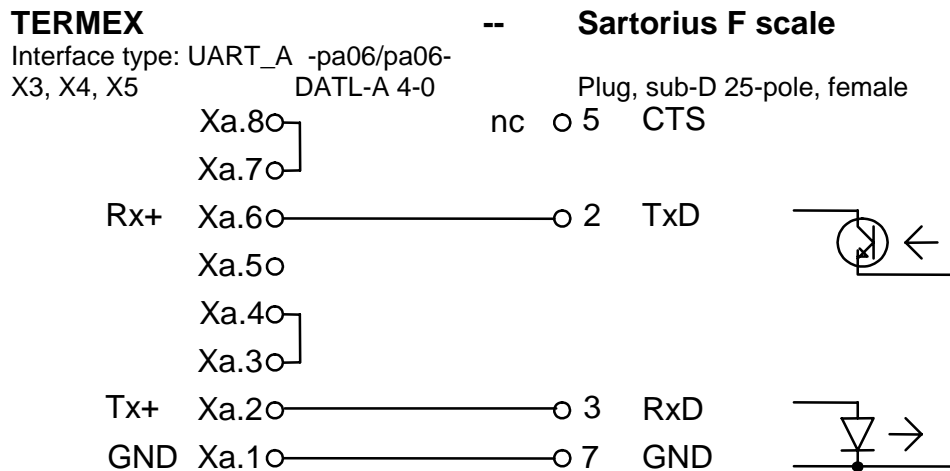 TERMEX -- Sartorius F scale
Interface type: UART_A -pa06/pa06-
X3, X4, X5 DATL-A 4-0 Plug, sub-D 25-pole, female
Xa.8 nc 5 CTS
Xa.7
Rx+ Xa.6 2 TxD
Xa.5
Xa.4
Xa.3
Tx+ Xa.2 3 RxD
GND Xa.1 7 GND